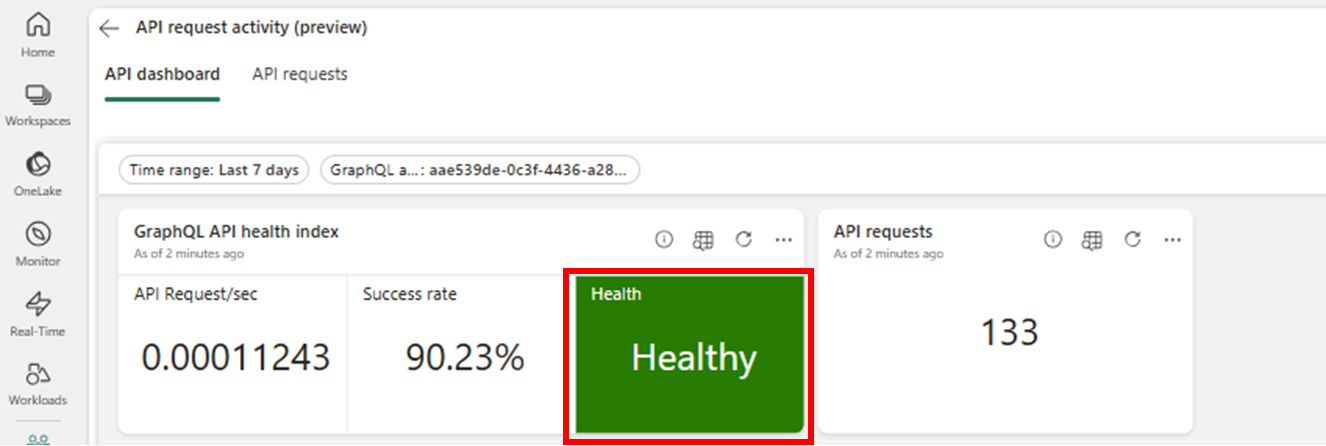 Home
Workspaces
OneLake
Monitor
Real-Time
Workloads
API request activity (preview)
API dashboard API requests
Time range: Last 7 days GraphQL a...: aae539de-0c3f-4436-a28...
GraphQL API health index
As of 2 minutes ago
API Request/sec
0.00011243
Success rate
90.23%
Health
Healthy
API requests
As of 2 minutes ago
133